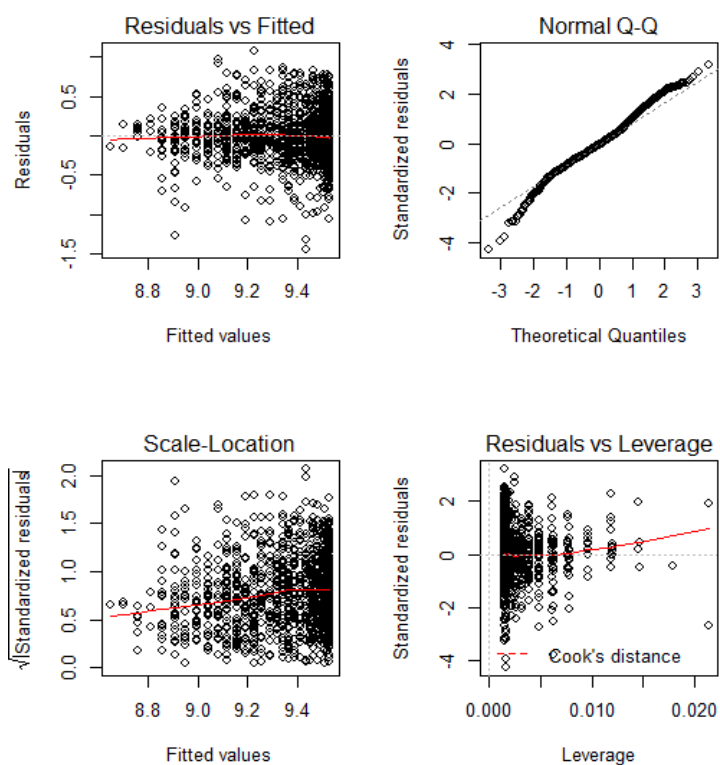 Residuals vs Fitted
Residuals
0.5
-0.5
-1.5
8.8 9.0 9.2 9.4
Fitted values
Normal Q-Q
Standardized residuals
4
2
0
-2
-4
-3 -2 -1 0 1 2 3
Theoretical Quantiles
Scale-Location
√|Standardized residuals|
2.0
1.5
1.0
0.5
0.0
8.8 9.0 9.2 9.4
Fitted values
Residuals vs Leverage
Standardized residuals
2
0
-2
-4
Cook's distance
0.000 0.010 0.020
Leverage